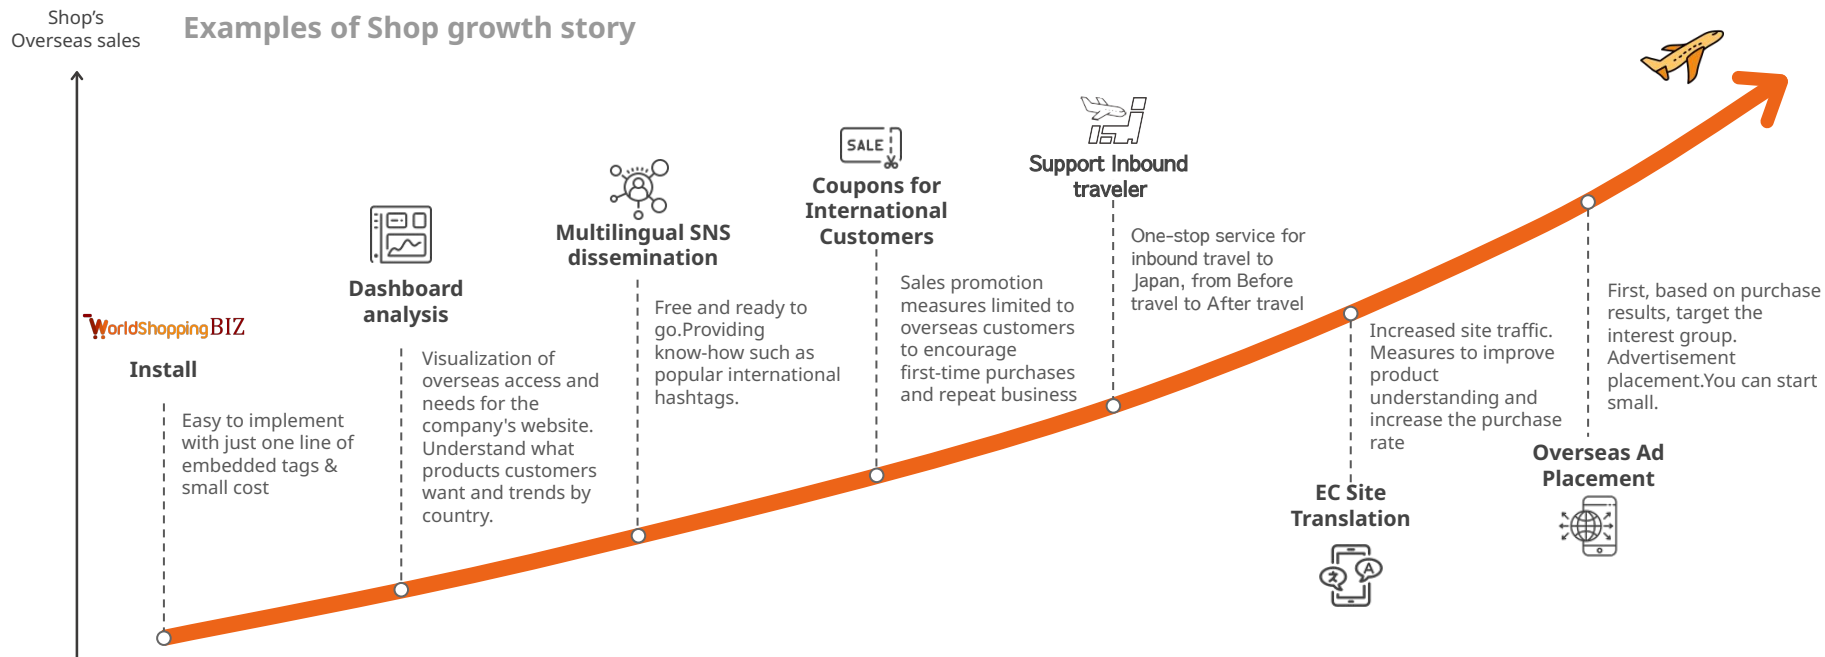 Shop's
Overseas sales
Examples of Shop growth story
WorldShopping BIZ
Install
Easy to implement
with just one line of
embedded tags &
small cost
Dashboard
analysis
Visualization of
overseas access and
needs for the
company's website.
Understand what
products customers
want and trends by
country.
Multilingual SNS
dissemination
Free and ready to
go.Providing
know-how such as
popular international
hashtags.
SALE
Coupons for
International
Customers
Sales promotion
measures limited to
overseas customers
to encourage
first-time purchases
and repeat business
Support Inbound
traveler
One-stop service for
inbound travel to
Japan, from Before
travel to After travel
Increased site traffic.
Measures to improve
product
understanding and
increase the purchase
rate
EC Site
Translation
文
A
First, based on purchase
results, target the
interest group.
Advertisement
placement.You can start
small.
Overseas Ad
Placement